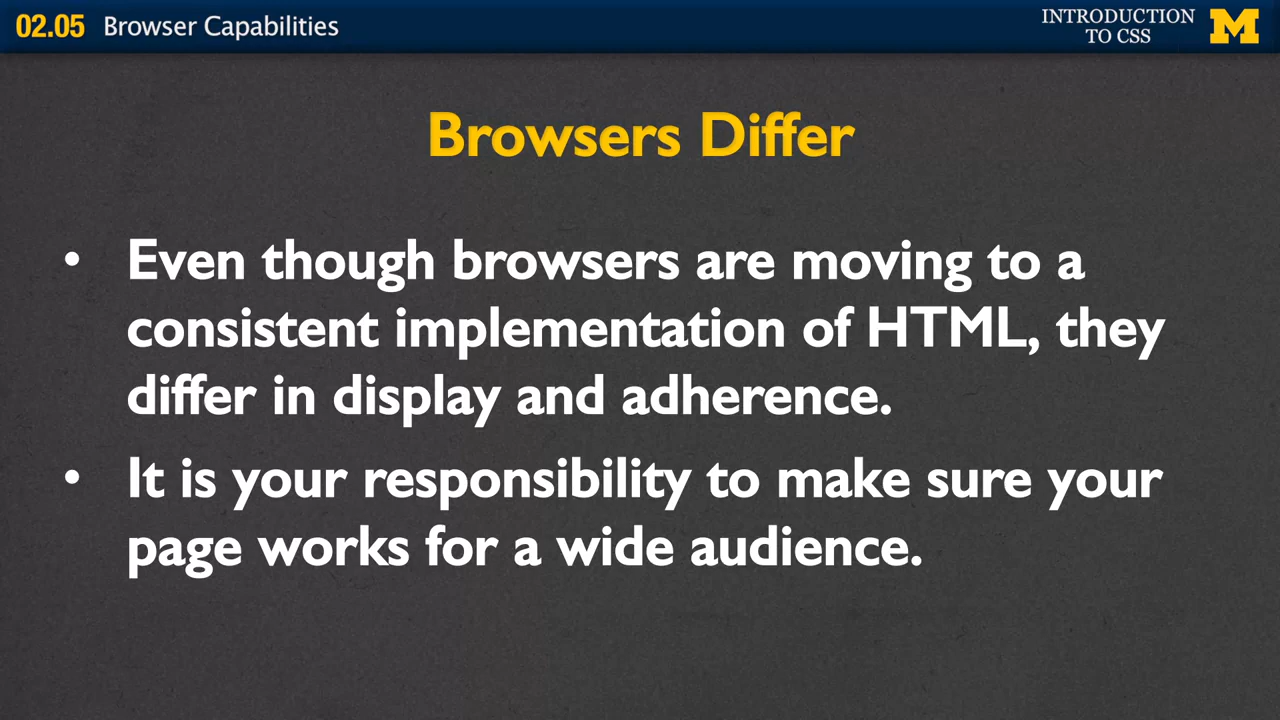 02.05 Browser Capabilities
INTRODUCTION
TO CSS
M
Browsers Differ
• Even though browsers are moving to a
consistent implementation of HTML, they
differ in display and adherence.
• It is your responsibility to make sure your
page works for a wide audience.